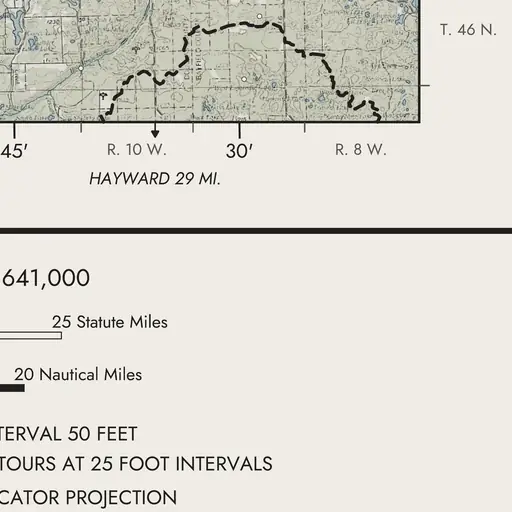 T. 46 N.
45' R. 10 W. 30' R. 8 W.
HAYWARD 29 MI.
641,000
25 Statute Miles
20 Nautical Miles
TERVAL 50 FEET
TOURS AT 25 FOOT INTERVALS
CATOR PROJECTION